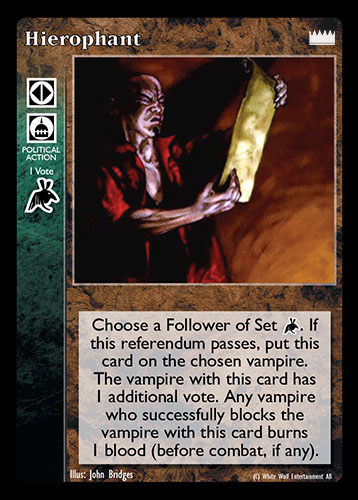 Hierophant
POLITICAL
ACTION
1 Vote
Choose a Follower of Set . If
this referendum passes, put this
card on the chosen vampire.
The vampire with this card has
1 additional vote. Any vampire
who successfully blocks the
vampire with this card burns
1 blood (before combat, if any).
Illus: John Bridges
(C) White Wolf Entertainment AB